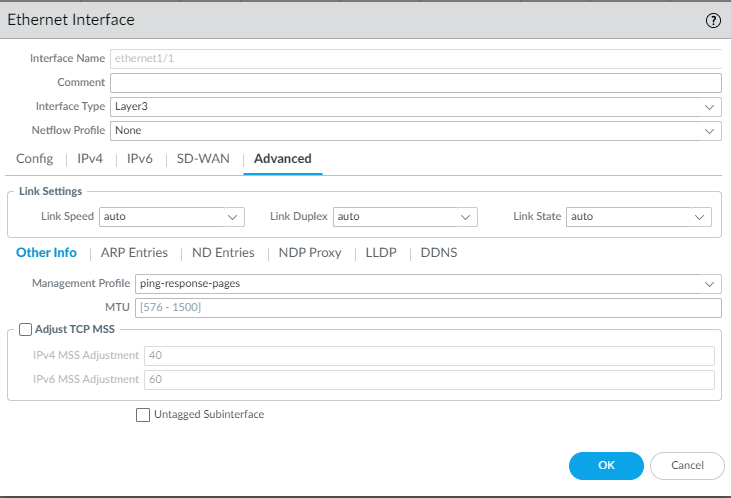 Ethernet Interface ?
Interface Name ethernet1/1
Comment
Interface Type Layer3
Netflow Profile None
Config IPv4 IPv6 SD-WAN Advanced
Link Settings
Link Speed auto Link Duplex auto Link State auto
Other Info ARP Entries ND Entries NDP Proxy LLDP DDNS
Management Profile ping-response-pages
MTU [576 - 1500]
Adjust TCP MSS
IPv4 MSS Adjustment 40
IPv6 MSS Adjustment 60
Untagged Subinterface
OK Cancel